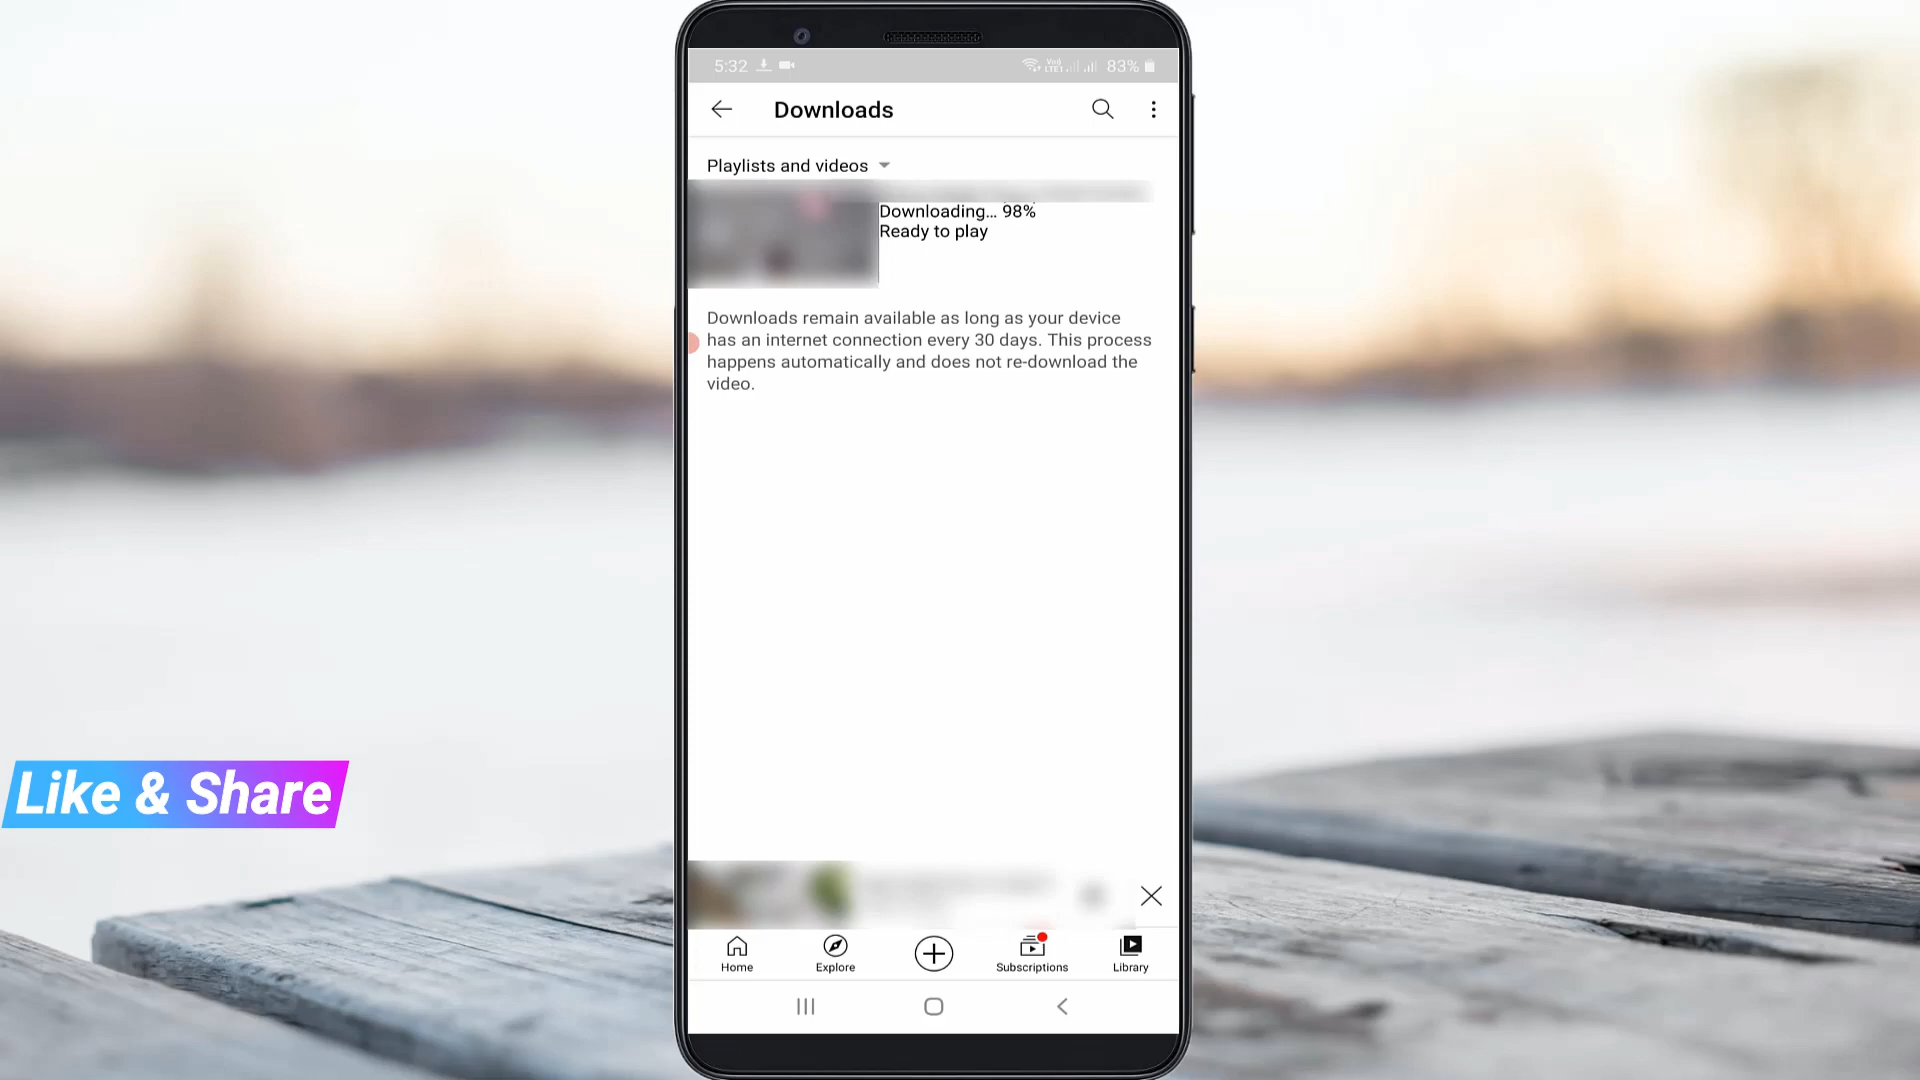 5:32 83%
Downloads
Playlists and videos
Downloading... 98%
Ready to play
Downloads remain available as long as your device
has an internet connection every 30 days. This process
happens automatically and does not re-download the
video.
Like & Share
Home Explore Subscriptions Library